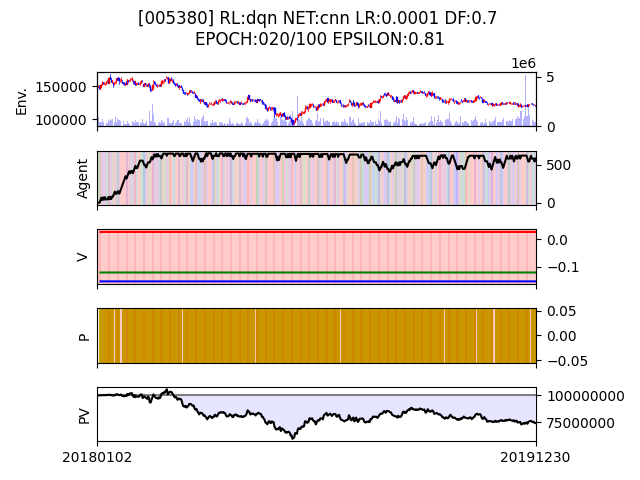 [005380] RL:dqn NET:cnn LR:0.0001 DF:0.7
EPOCH:020/100 EPSILON:0.81
1e6
Env.
150000
100000
5
0
Agent
500
0
V
0.0
−0.1
P
0.05
0.00
−0.05
PV
100000000
75000000
20180102
20191230